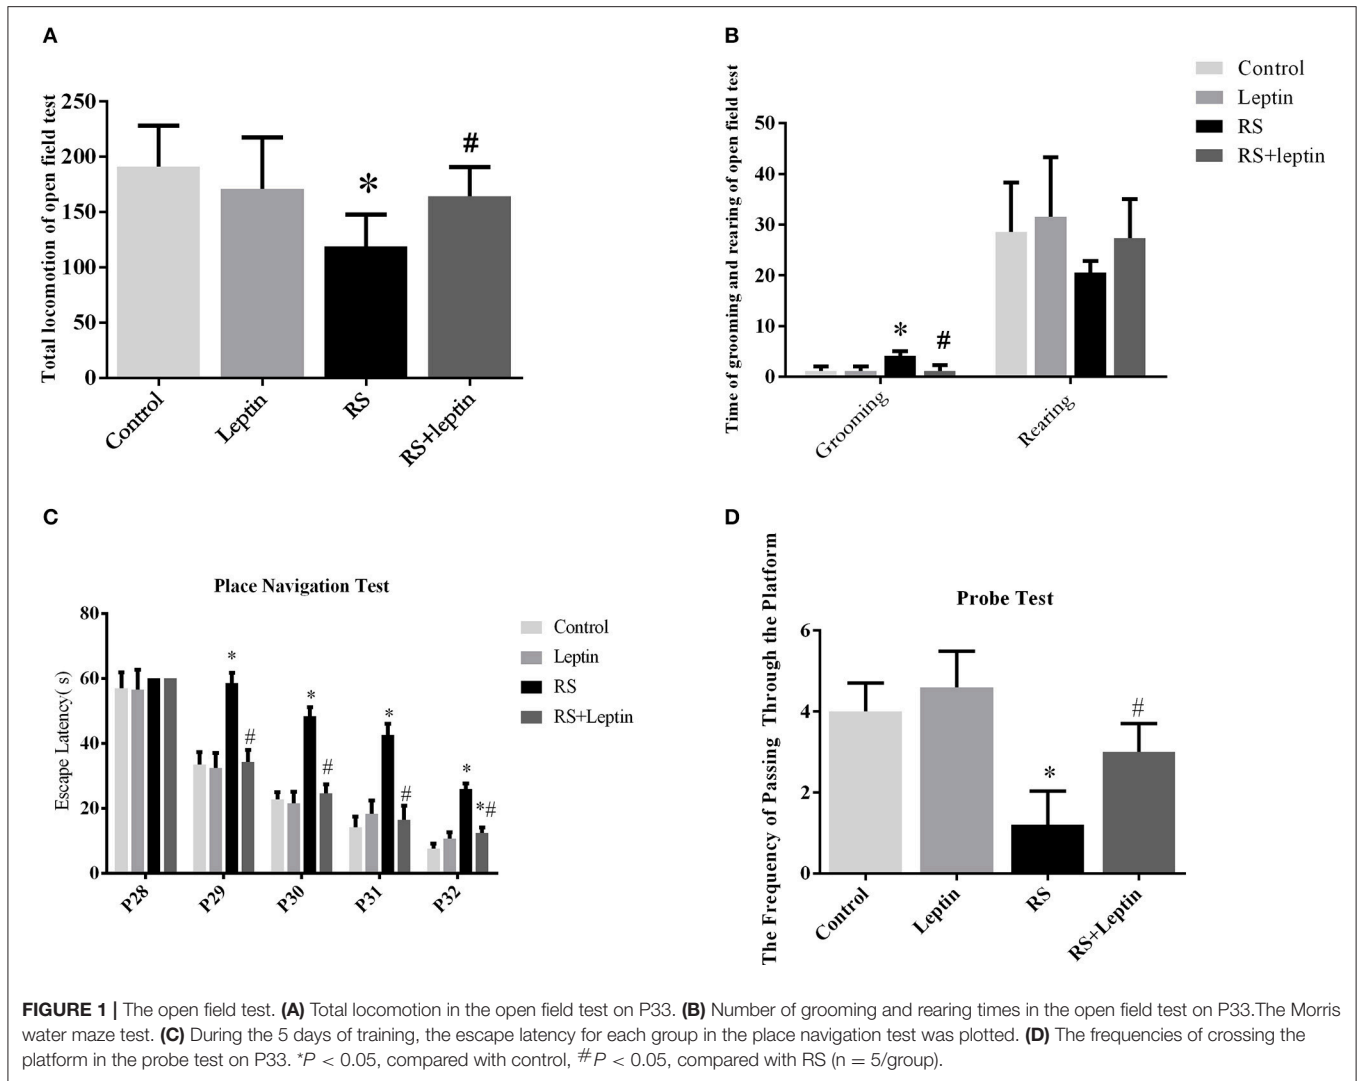 A
Total locomotion of open field test
250
200
150
100
50
0
*
#
Control
Leptin
RS
RS+leptin
B
Time of grooming and rearing of open field test
50
40
30
20
10
0
*
#
Grooming
Rearing
Control
Leptin
RS
RS+leptin
C
Place Navigation Test
Escape Latency( s)
80
60
40
20
0
*
#
*
#
*
#
*
*#
P28
P29
P30
P31
P32
Control
Leptin
RS
RS+Leptin
D
Probe Test
The Frequency of Passing Through the Platform
6
4
2
0
*
#
Control
Leptin
RS
RS+Leptin
FIGURE 1 | The open field test. (A) Total locomotion in the open field test on P33. (B) Number of grooming and rearing times in the open field test on P33.The Morris
water maze test. (C) During the 5 days of training, the escape latency for each group in the place navigation test was plotted. (D) The frequencies of crossing the
platform in the probe test on P33. *P < 0.05, compared with control, #P < 0.05, compared with RS (n = 5/group).